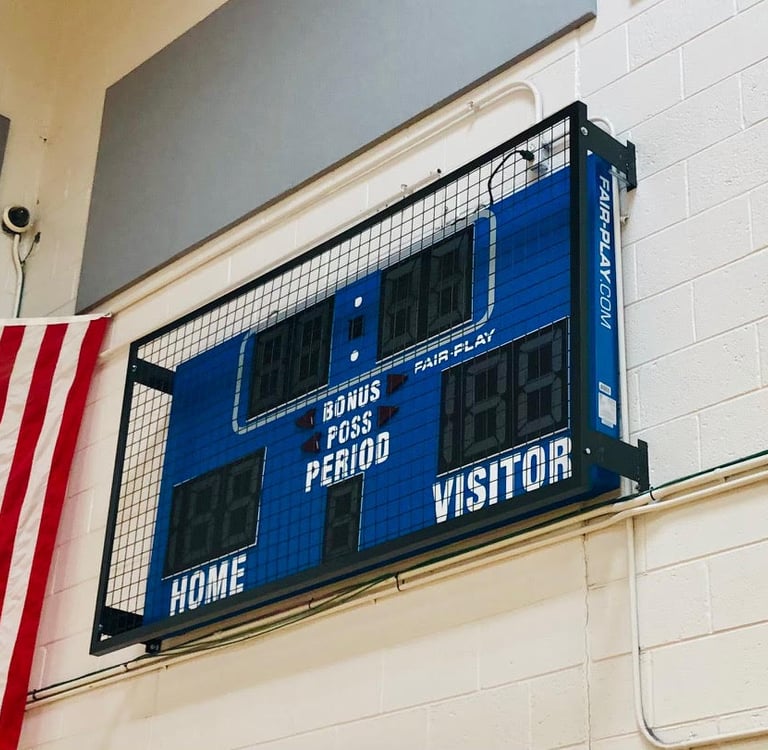 FAIR-PLAY
BONUS
POSS
PERIOD
HOME
VISITOR
FAIR-PLAY.COM